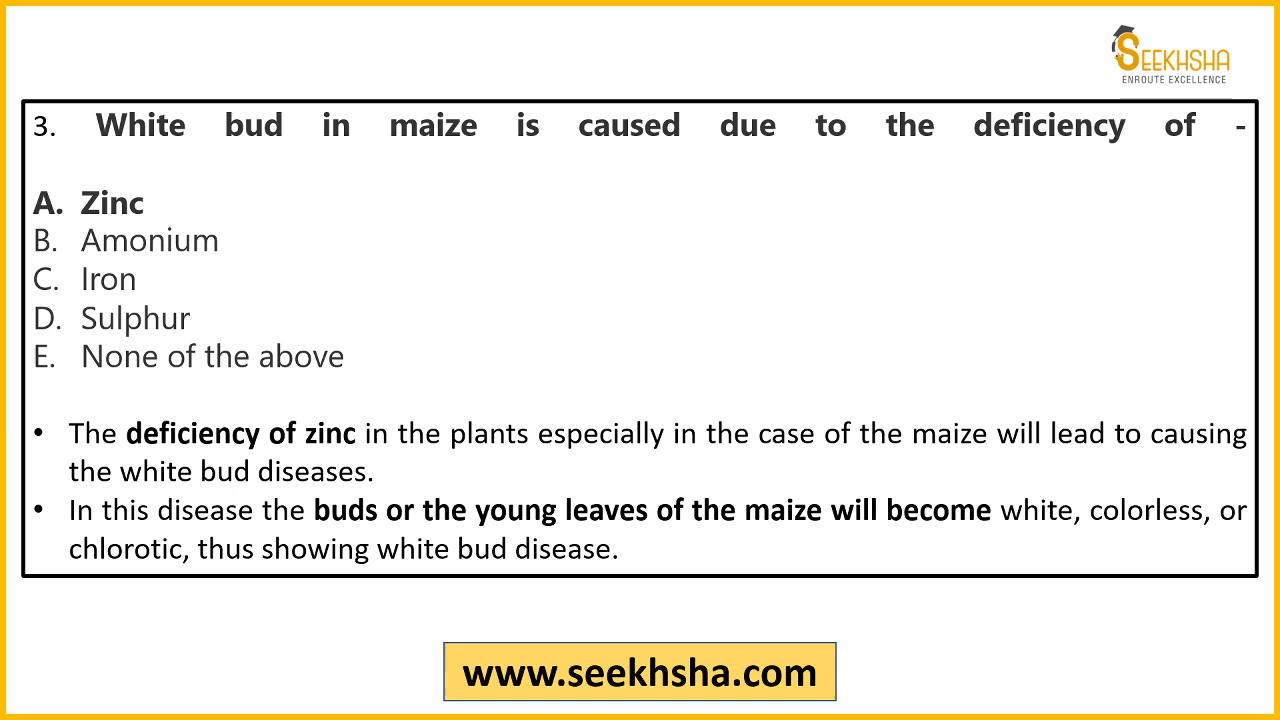 SEEKHSHA
ENROUTE EXCELLENCE
3. White bud in maize is caused due to the deficiency of -
A. Zinc
B. Amonium
C. Iron
D. Sulphur
E. None of the above
• The deficiency of zinc in the plants especially in the case of the maize will lead to causing
the white bud diseases.
• In this disease the buds or the young leaves of the maize will become white, colorless, or
chlorotic, thus showing white bud disease.
www.seekhsha.com